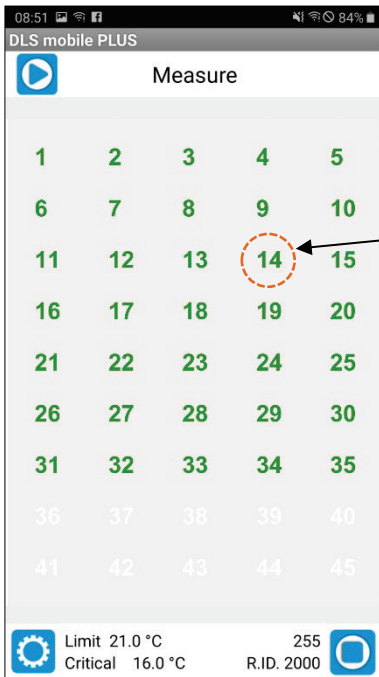 08:51 84%
DLS mobile PLUS
Measure
1 2 3 4 5
6 7 8 9 10
11 12 13 14 15
16 17 18 19 20
21 22 23 24 25
26 27 28 29 30
31 32 33 34 35
36 37 38 39 40
41 42 43 44 45
Limit 21.0 °C 255
Critical 16.0 °C R.ID. 2000